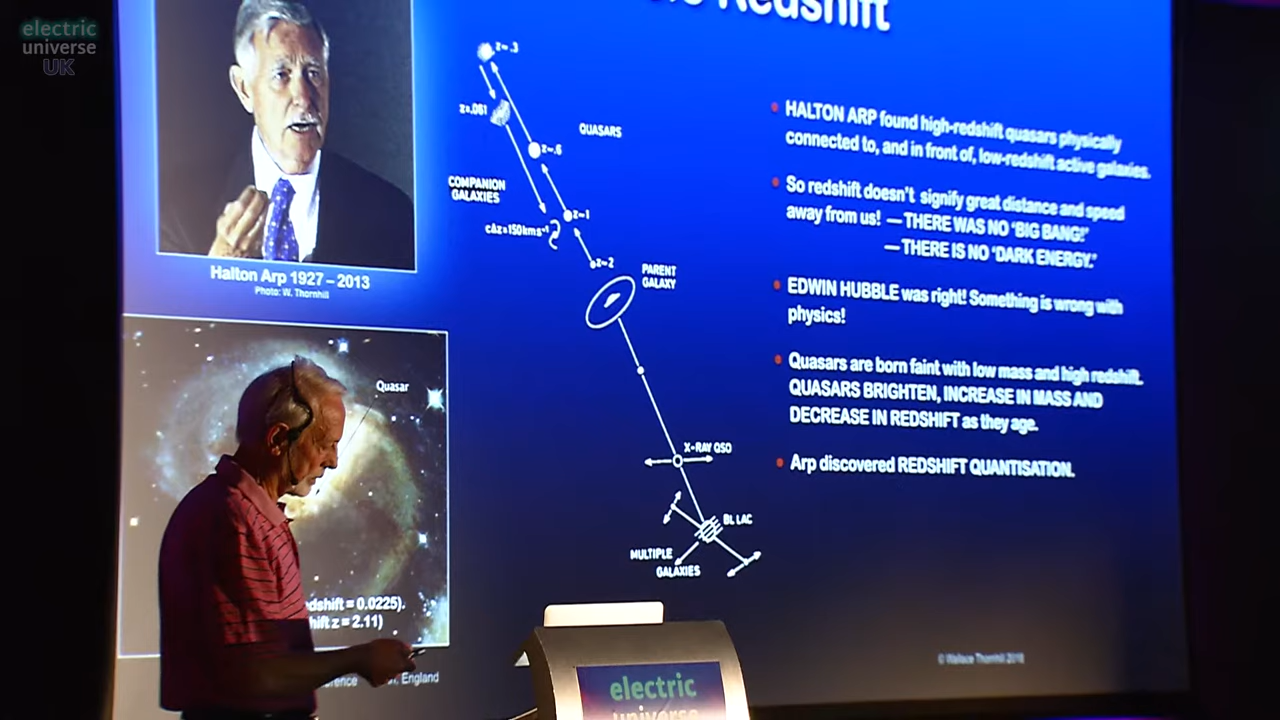 electric
universe
UK
Redshift
Halton Arp 1927 – 2013
Photo: W. Thornhill
Quasar
dshift = 0.0225).
hift z = 2.11)
England
z~.3
z=.061
QUASARS
z~.6
COMPANION
GALAXIES
z~1
cΔz=150kms⁻¹
z~2
PARENT
GALAXY
X-RAY QSO
BL LAC
MULTIPLE
GALAXIES
• HALTON ARP found high-redshift quasars physically
connected to, and in front of, low-redshift active galaxies.
• So redshift doesn't signify great distance and speed
away from us! — THERE WAS NO 'BIG BANG!'
— THERE IS NO 'DARK ENERGY.'
• EDWIN HUBBLE was right! Something is wrong with
physics!
• Quasars are born faint with low mass and high redshift.
QUASARS BRIGHTEN, INCREASE IN MASS AND
DECREASE IN REDSHIFT as they age.
• Arp discovered REDSHIFT QUANTISATION.
© Wallace Thornhill
electric
universe